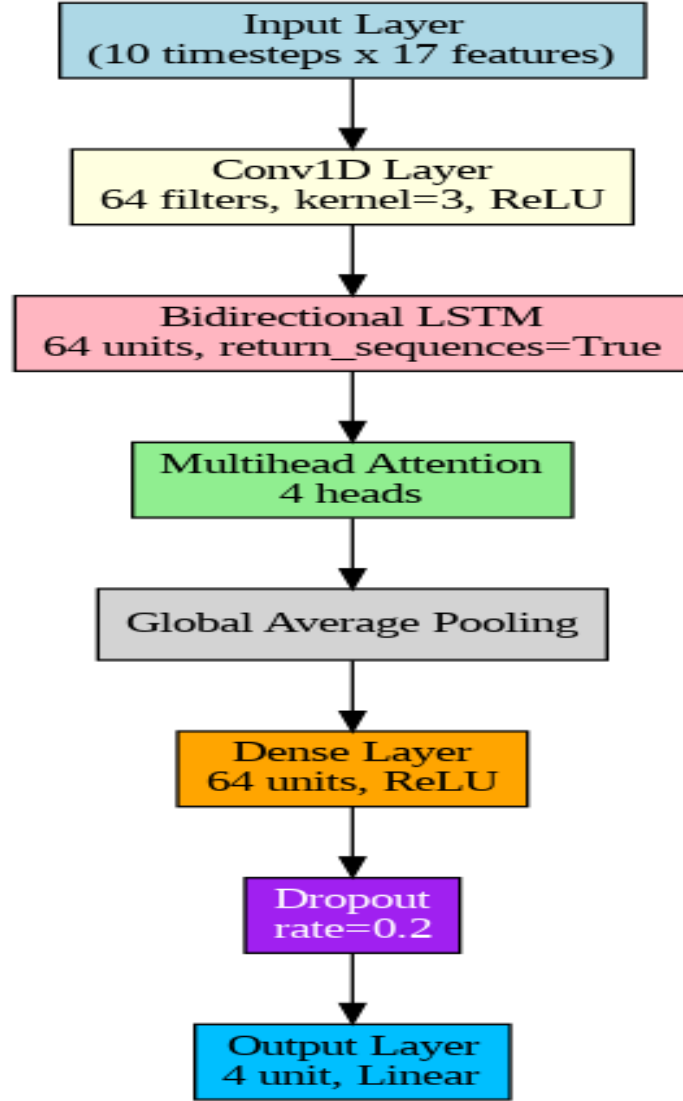 Input Layer
(10 timesteps x 17 features)
Conv1D Layer
64 filters, kernel=3, ReLU
Bidirectional LSTM
64 units, return_sequences=True
Multihead Attention
4 heads
Global Average Pooling
Dense Layer
64 units, ReLU
Dropout
rate=0.2
Output Layer
4 unit, Linear